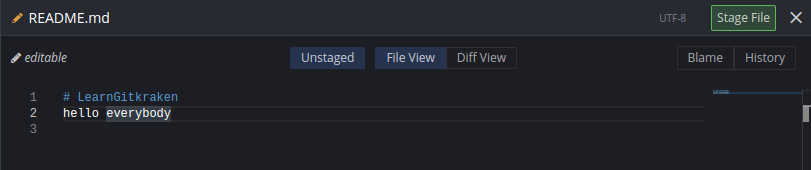 README.md UTF-8 Stage File
editable Unstaged File View Diff View Blame History
1 # LearnGitkraken
2 hello everybody
3